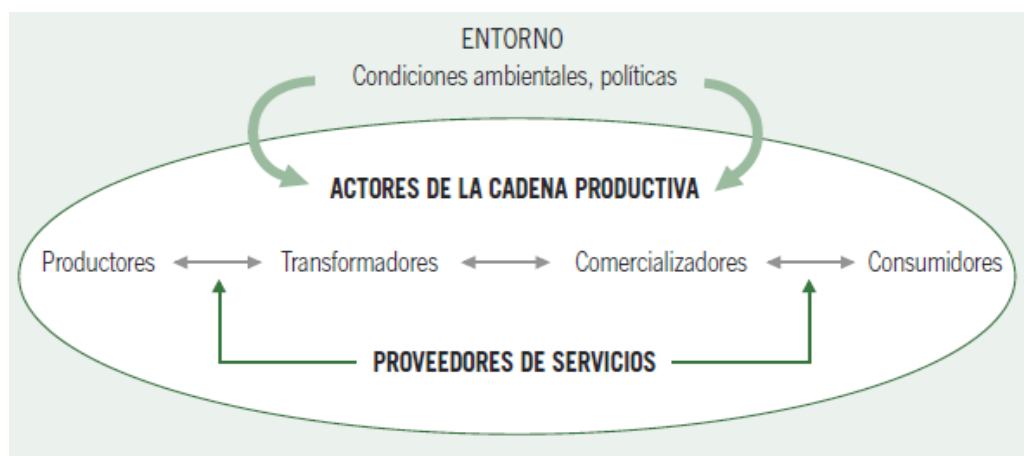 ENTORNO
Condiciones ambientales, políticas
ACTORES DE LA CADENA PRODUCTIVA
Productores Transformadores Comercializadores Consumidores
PROVEEDORES DE SERVICIOS